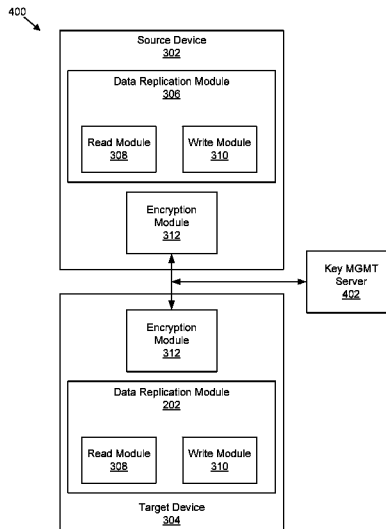 400
Source Device
302
Data Replication Module
306
Read Module
308
Write Module
310
Encryption
Module
312
Key MGMT
Server
402
Encryption
Module
312
Data Replication Module
202
Read Module
308
Write Module
310
Target Device
304